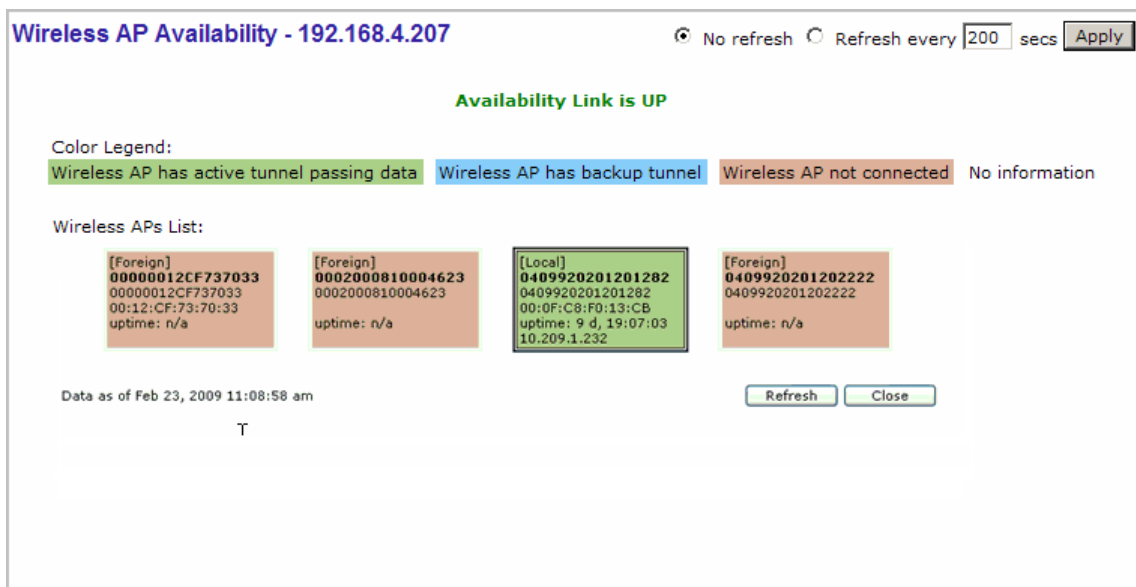 Wireless AP Availability - 192.168.4.207
No refresh Refresh every 200 secs Apply
Availability Link is UP
Color Legend:
Wireless AP has active tunnel passing data Wireless AP has backup tunnel Wireless AP not connected No information
Wireless APs List:
[Foreign]
00000012CF737033
00000012CF737033
00:12:CF:73:70:33
uptime: n/a
[Foreign]
0002000810004623
0002000810004623
uptime: n/a
[Local]
0409920201201282
0409920201201282
00:0F:C8:F0:13:CB
uptime: 9 d, 19:07:03
10.209.1.232
[Foreign]
0409920201202222
0409920201202222
uptime: n/a
Data as of Feb 23, 2009 11:08:58 am
Refresh Close